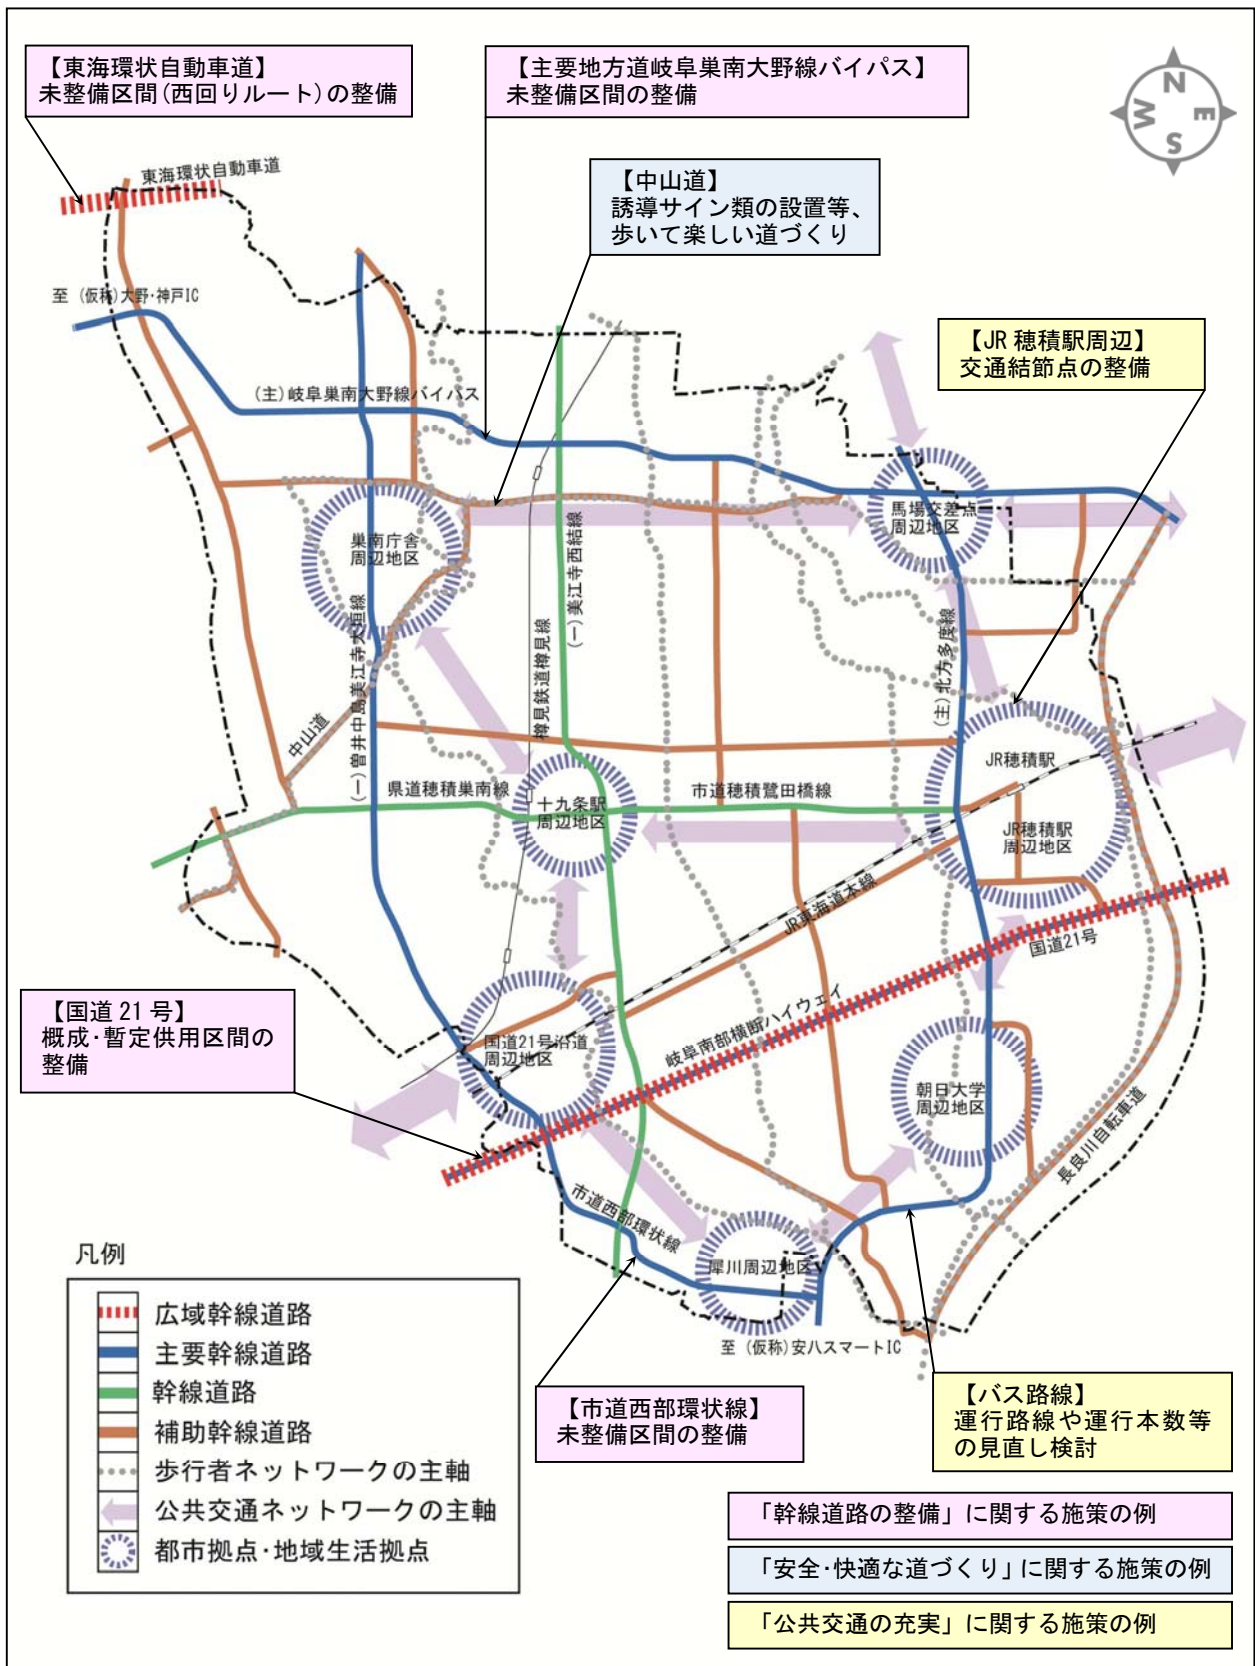 【東海環状自動車道】
未整備区間(西回りルート)の整備
【主要地方道岐阜巣南大野線バイパス】
未整備区間の整備
N
W
E
S
東海環状自動車道
【中山道】
誘導サイン類の設置等、
歩いて楽しい道づくり
至 (仮称)大野・神戸IC
【JR 穂積駅周辺】
交通結節点の整備
(主)岐阜巣南大野線バイパス
馬場交差点
周辺地区
巣南庁舎
周辺地区
(一)美江寺西結線
樽見鉄道樽見線
(一)曽井中島美江寺大垣線
(主)北方多度線
中山道
JR穂積駅
県道穂積巣南線
市道穂積鷺田橋線
十九条駅
周辺地区
JR穂積駅
周辺地区
JR東海道本線
国道21号
【国道 21 号】
概成・暫定供用区間の
整備
岐阜南部横断ハイウェイ
国道21号沿道
周辺地区
朝日大学
周辺地区
長良川自転車道
市道西部環状線
犀川周辺地区
至 (仮称)安八スマートIC
凡例
広域幹線道路
主要幹線道路
幹線道路
補助幹線道路
歩行者ネットワークの主軸
公共交通ネットワークの主軸
都市拠点・地域生活拠点
【市道西部環状線】
未整備区間の整備
【バス路線】
運行路線や運行本数等
の見直し検討
「幹線道路の整備」に関する施策の例
「安全・快適な道づくり」に関する施策の例
「公共交通の充実」に関する施策の例